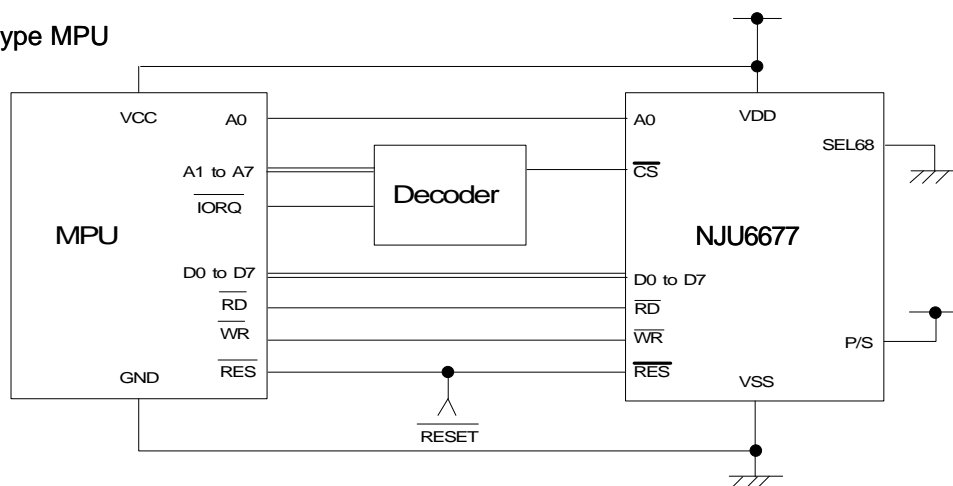 ype MPU
VCC
A0
A1 to A7
IORQ
MPU
D0 to D7
RD
WR
RES
GND
Decoder
RESET
A0
VDD
SEL68
CS
NJU6677
D0 to D7
RD
WR
P/S
RES
VSS